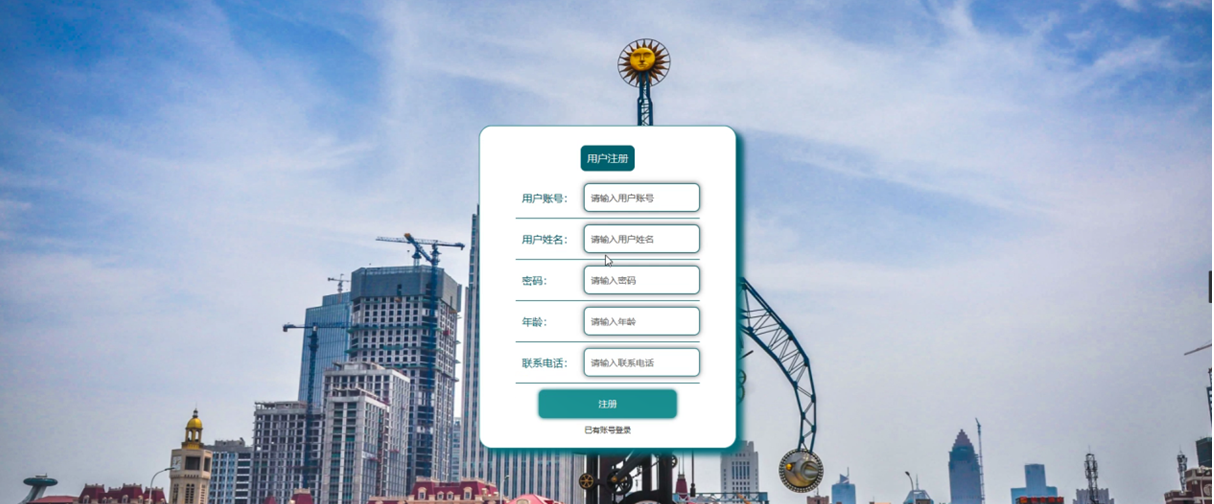 用户注册
用户账号： 请输入用户账号
用户姓名： 请输入用户姓名
密码： 请输入密码
年龄： 请输入年龄
联系电话： 请输入联系电话
注册
已有账号登录